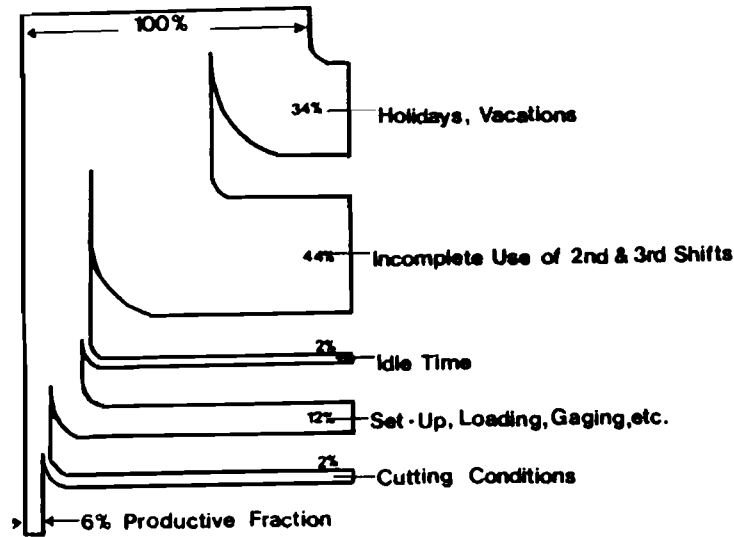 100%
34% Holidays, Vacations
44% Incomplete Use of 2nd & 3rd Shifts
2% Idle Time
12% Set-Up, Loading, Gaging, etc.
2% Cutting Conditions
6% Productive Fraction